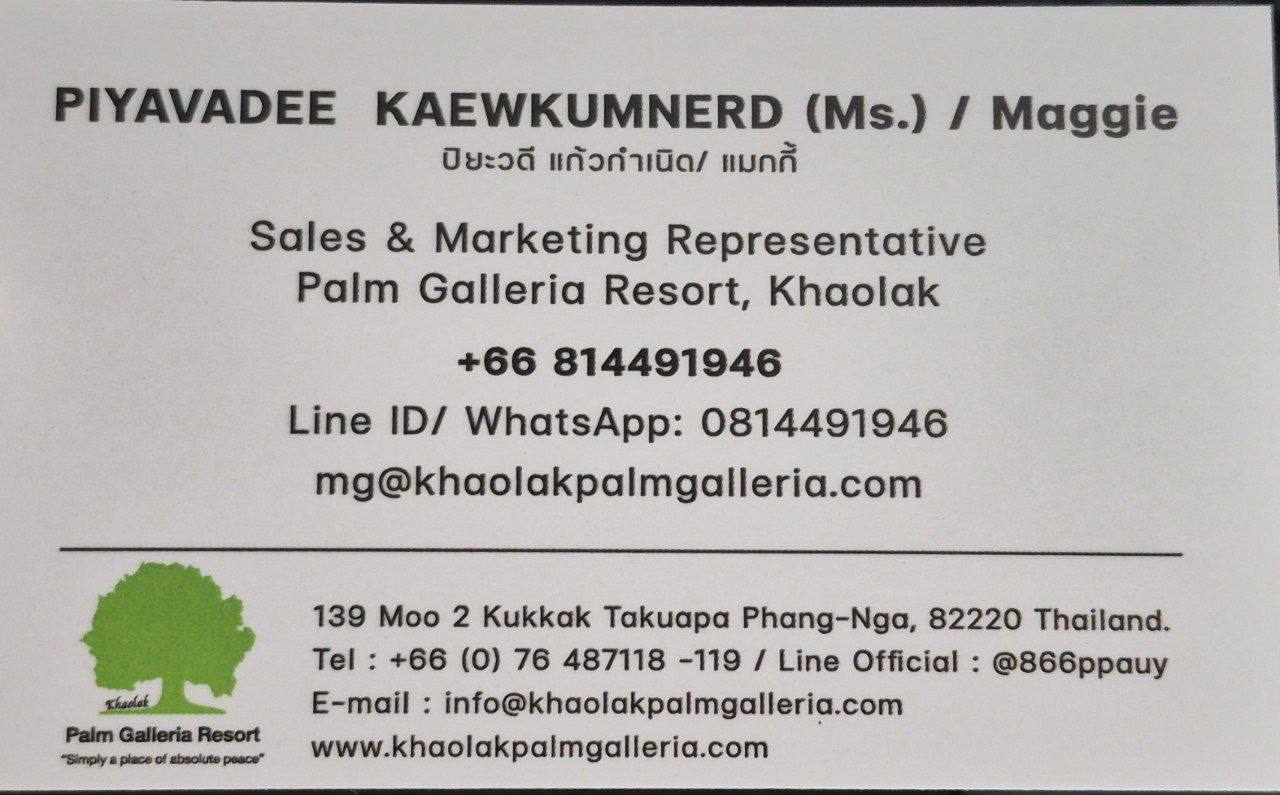 PIYAVADEE KAEWKUMNERD (Ms.) / Maggie
ปิยะวดี แก้วกำเนิด/ แมกกี้
Sales & Marketing Representative
Palm Galleria Resort, Khaolak
+66 814491946
Line ID/ WhatsApp: 0814491946
mg@khaolakpalmgalleria.com
Khaolak
Palm Galleria Resort
"Simply a place of absolute peace"
139 Moo 2 Kukkak Takuapa Phang-Nga, 82220 Thailand.
Tel : +66 (0) 76 487118 -119 / Line Official : @866ppauy
E-mail : info@khaolakpalmgalleria.com
www.khaolakpalmgalleria.com